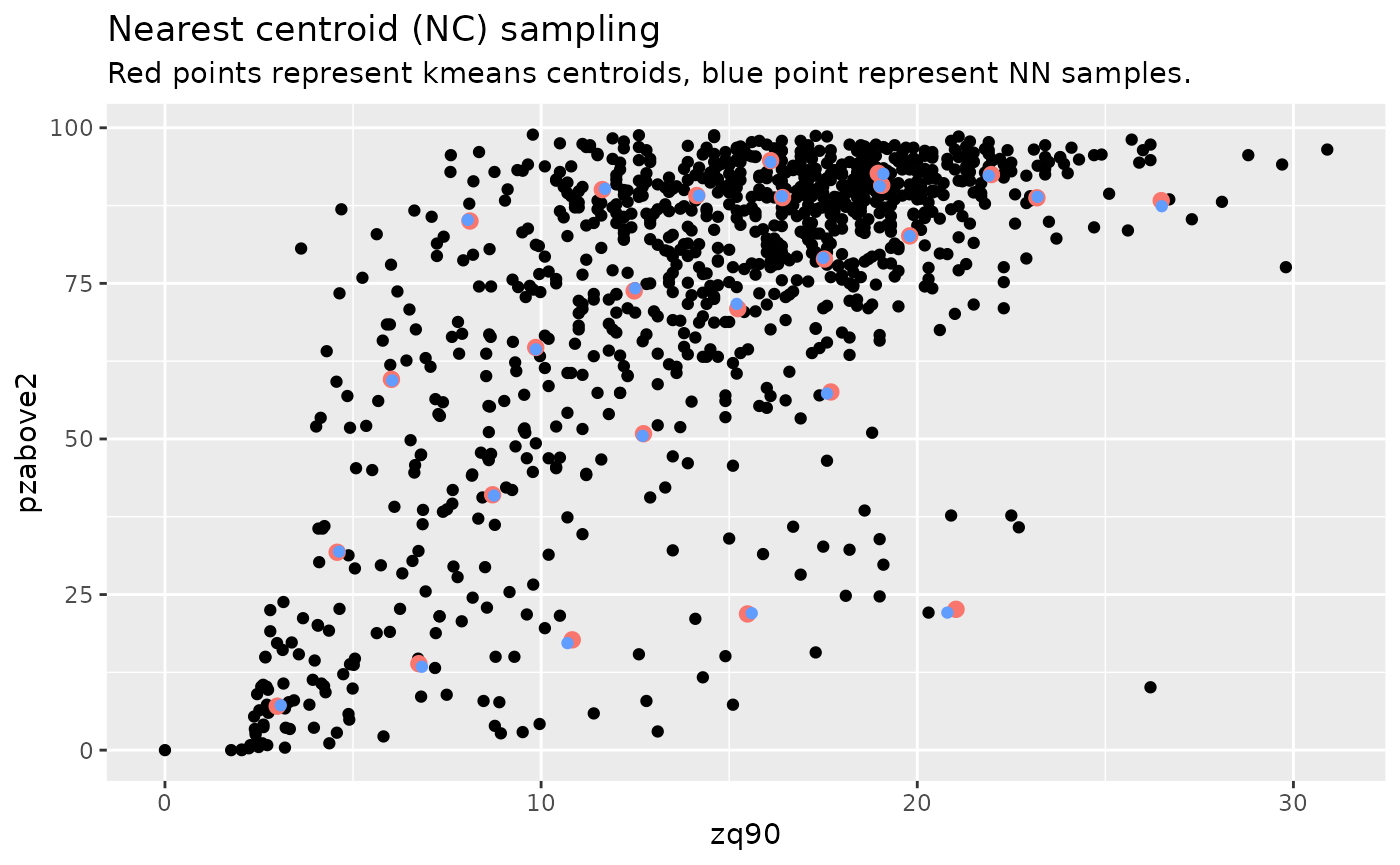 Nearest centroid (NC) sampling
Red points represent kmeans centroids, blue point represent NN samples.
100
75
50
25
0
pzabove2
0 10 20 30
zq90